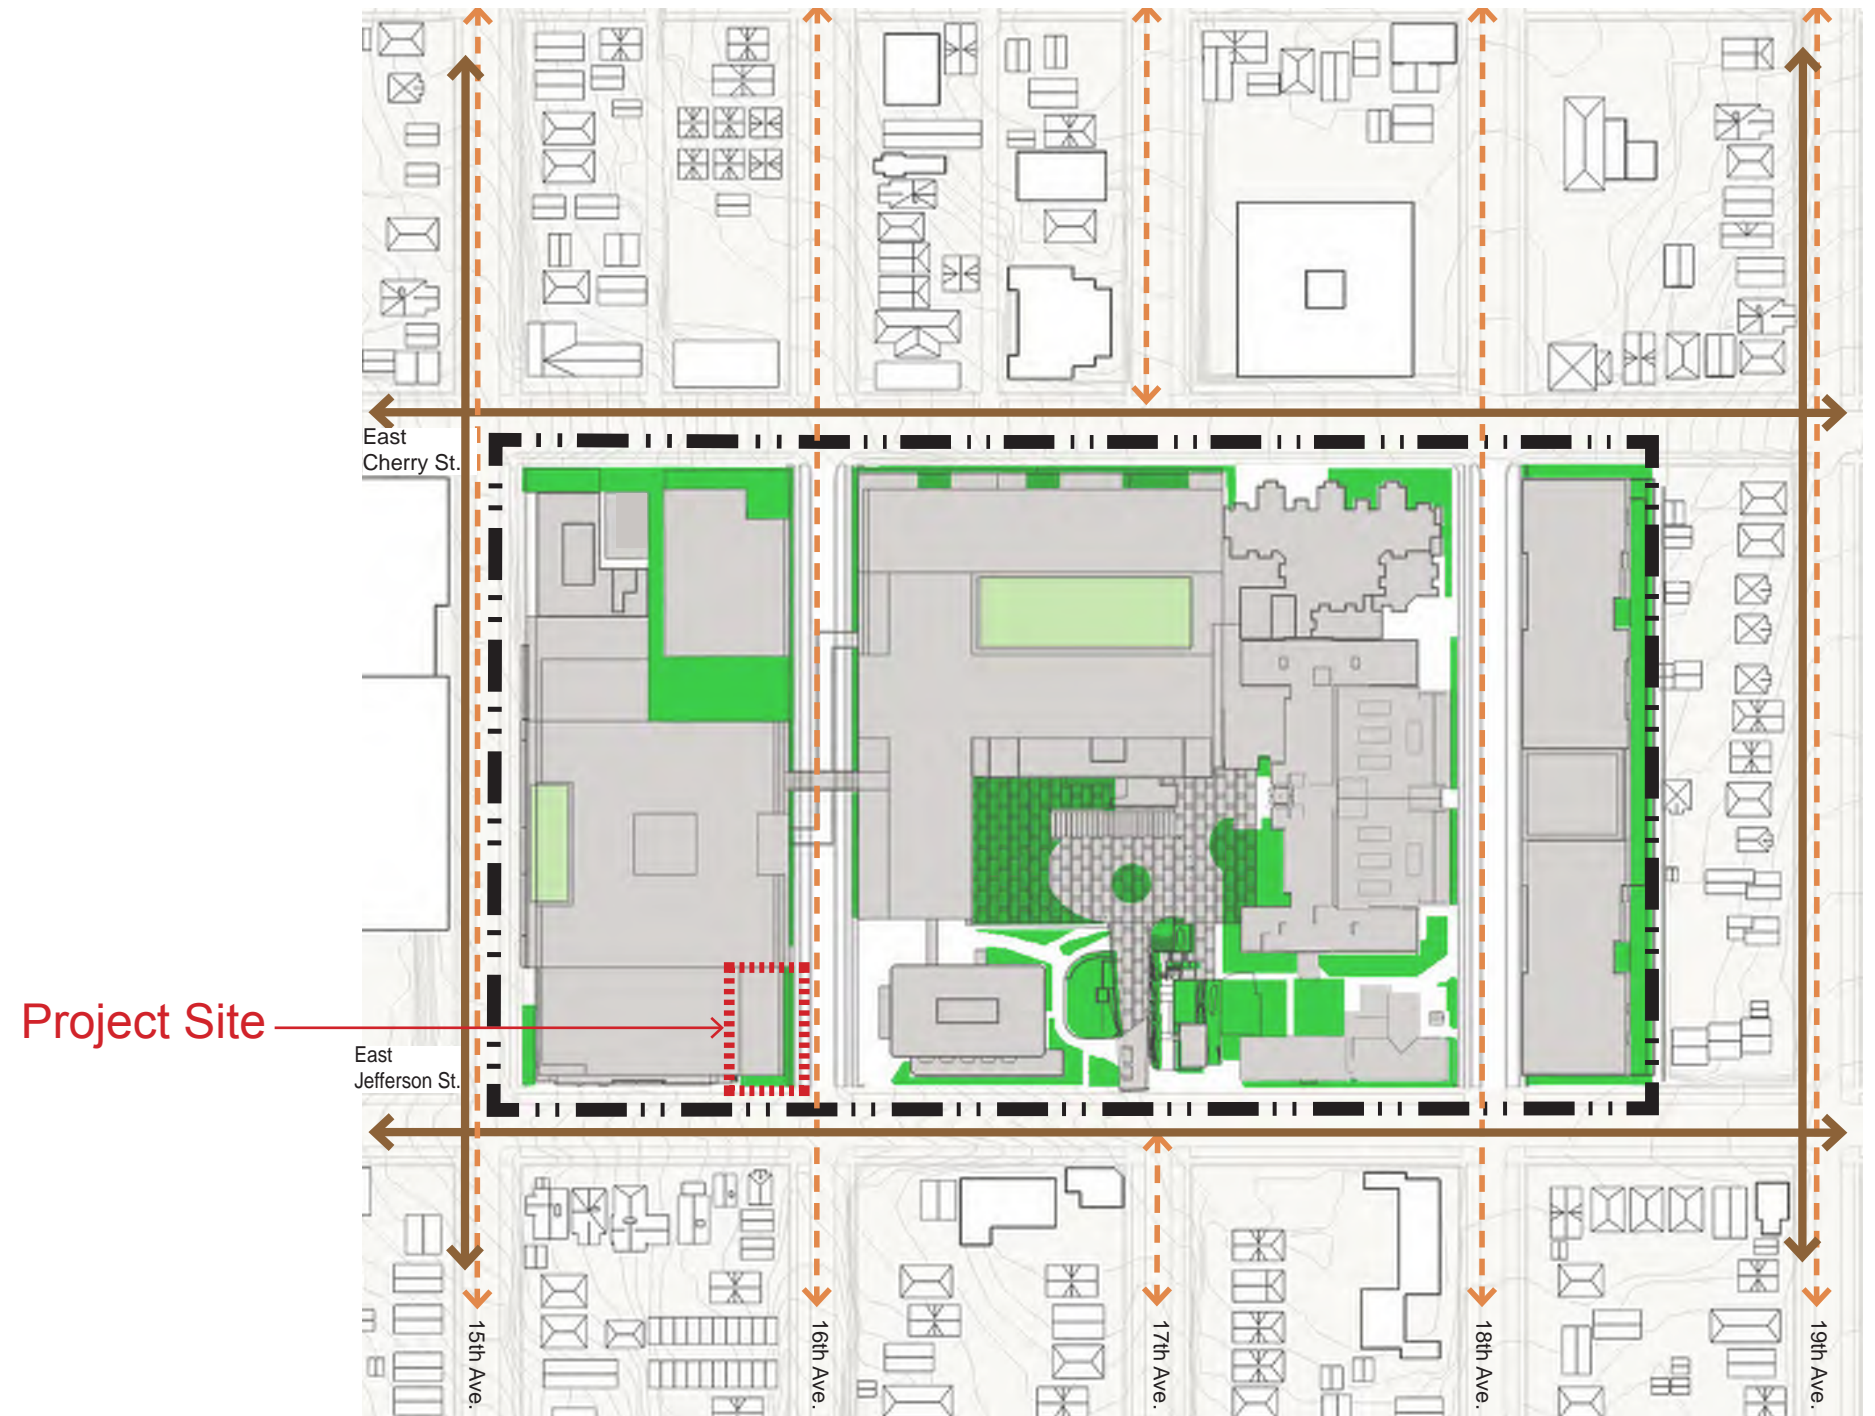 East
Cherry St.
Project Site
East
Jefferson St.
15th Ave.
16th Ave.
17th Ave.
18th Ave.
19th Ave.